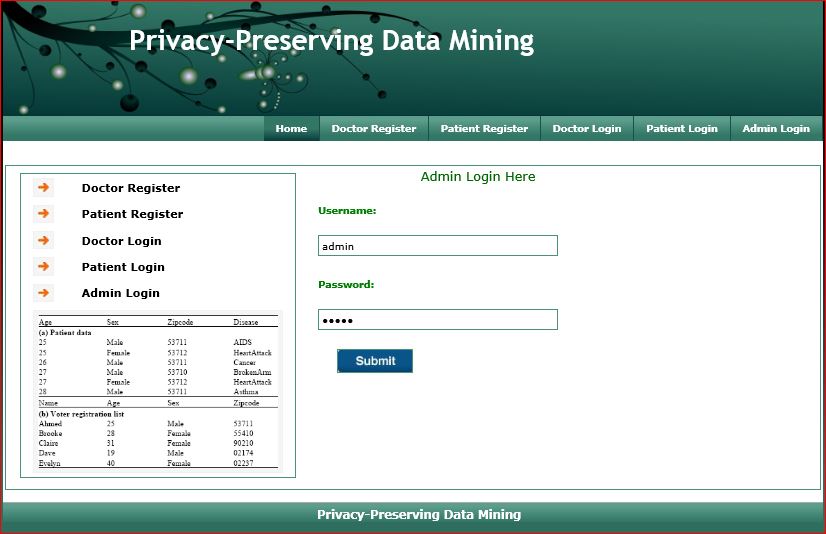 Privacy-Preserving Data Mining
Home Doctor Register Patient Register Doctor Login Patient Login Admin Login
Doctor Register
Patient Register
Doctor Login
Patient Login
Admin Login
Age Sex Zipcode Disease
(a) Patient data
25 Male 53711 AIDS
25 Female 53712 HeartAttack
26 Male 53711 Cancer
27 Male 53710 BrokenArm
27 Female 53712 HeartAttack
28 Male 53711 Asthma
Name Age Sex Zipcode
(b) Voter registration list
Ahmed 25 Male 53711
Brooke 28 Female 55410
Claire 31 Female 90210
Dave 19 Male 02174
Evelyn 40 Female 02237
Admin Login Here
Username:
admin
Password:
•••••
Submit
Privacy-Preserving Data Mining